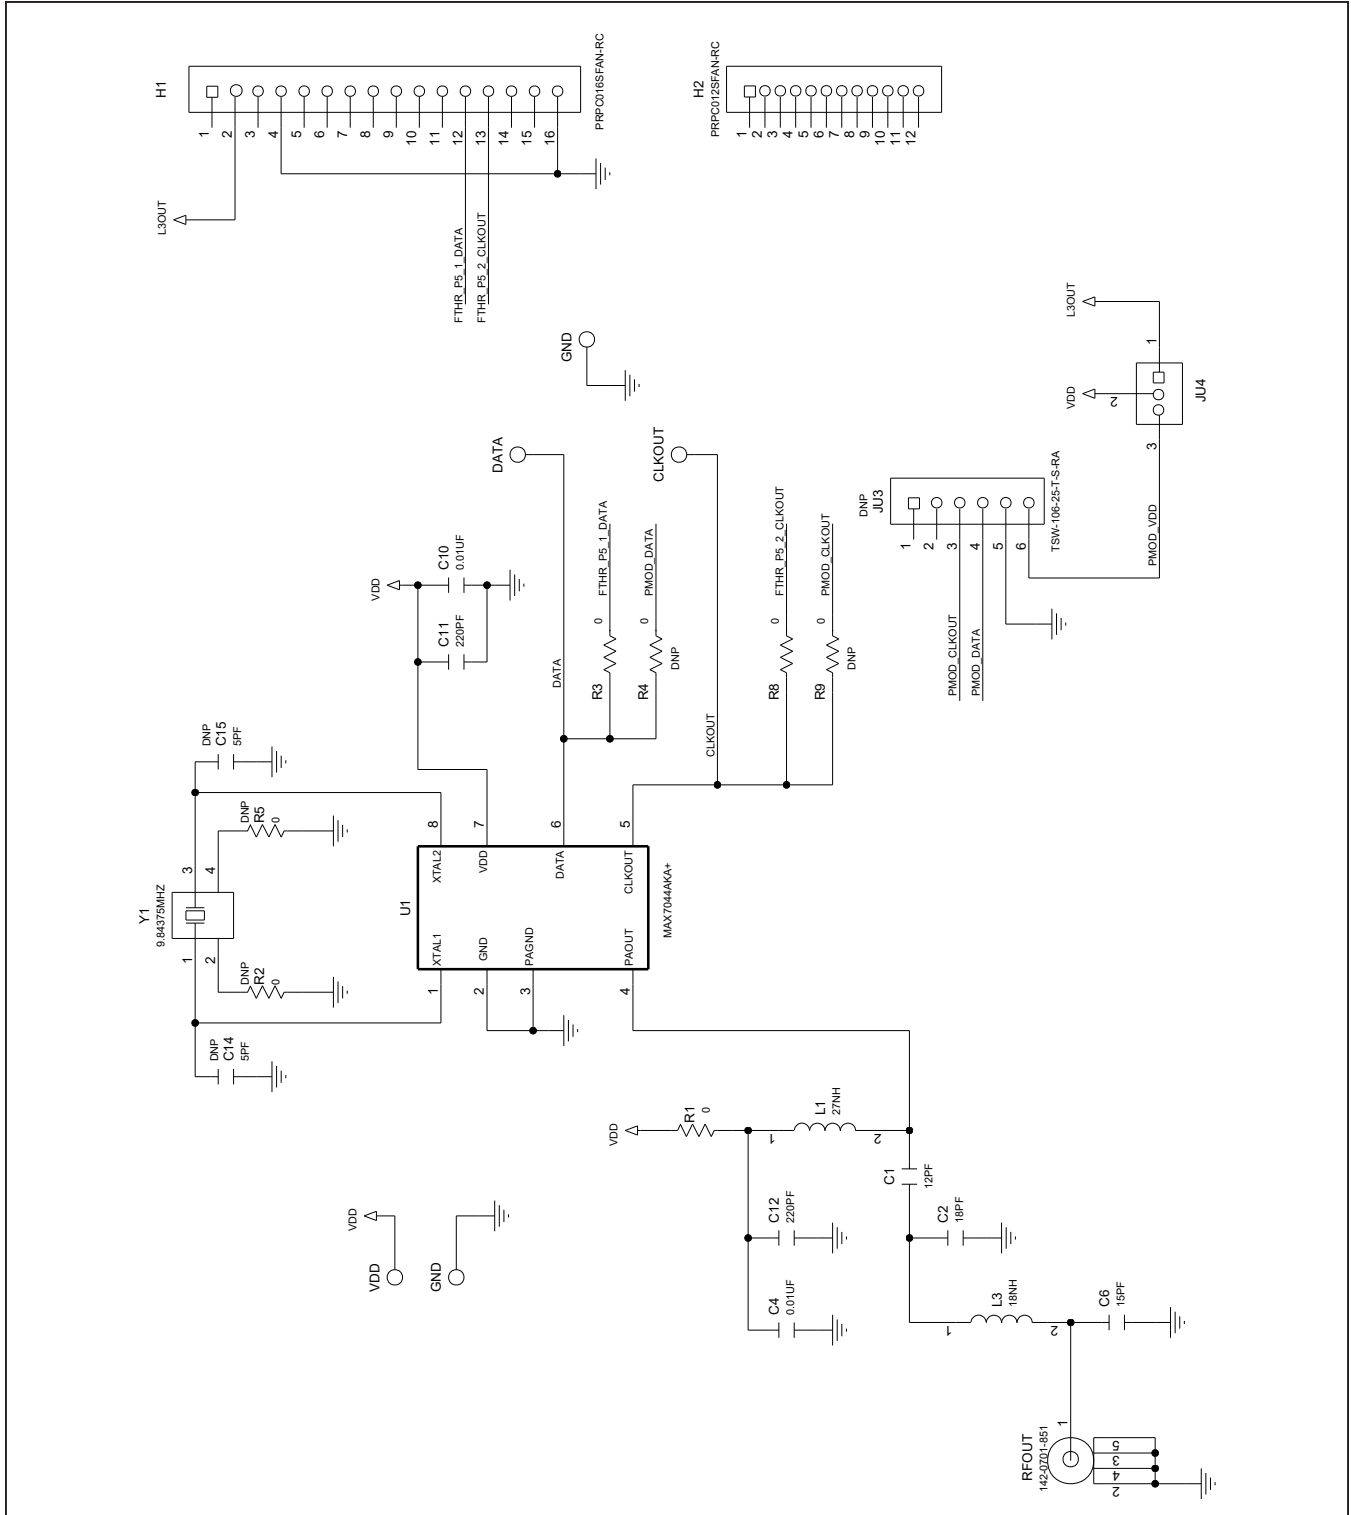 H1
PRPC016SFAN-RC
1
2
3
4
5
6
7
8
9
10
11
12
13
14
15
16
L3OUT
FTHR_P5_1_DATA
FTHR_P5_2_CLKOUT
H2
PRPC012SFAN-RC
1
2
3
4
5
6
7
8
9
10
11
12
GND
DATA
CLKOUT
L3OUT
VDD
1
2
3
JU4
DNP
JU3
1
2
3
4
5
6
TSW-106-25-T-S-RA
PMOD_VDD
PMOD_CLKOUT
PMOD_DATA
VDD
C10
0.01UF
C11
220PF
DATA
R3
0
FTHR_P5_1_DATA
R4
0
DNP
PMOD_DATA
CLKOUT
R8
0
FTHR_P5_2_CLKOUT
R9
0
DNP
PMOD_CLKOUT
DNP
C15
5PF
DNP
R5
0
Y1
9.84375MHZ
3
4
1
2
DNP
R2
0
DNP
C14
5PF
U1
MAX7044AKA+
8
7
6
5
XTAL2
VDD
DATA
CLKOUT
XTAL1
GND
PAGND
PAOUT
1
2
3
4
VDD
R1
0
1
L1
27NH
2
C1
12PF
C12
220PF
C4
0.01UF
C2
18PF
1
L3
18NH
2
C6
15PF
VDD
VDD
GND
RFOUT
142-0701-851
1
5
3
4
2